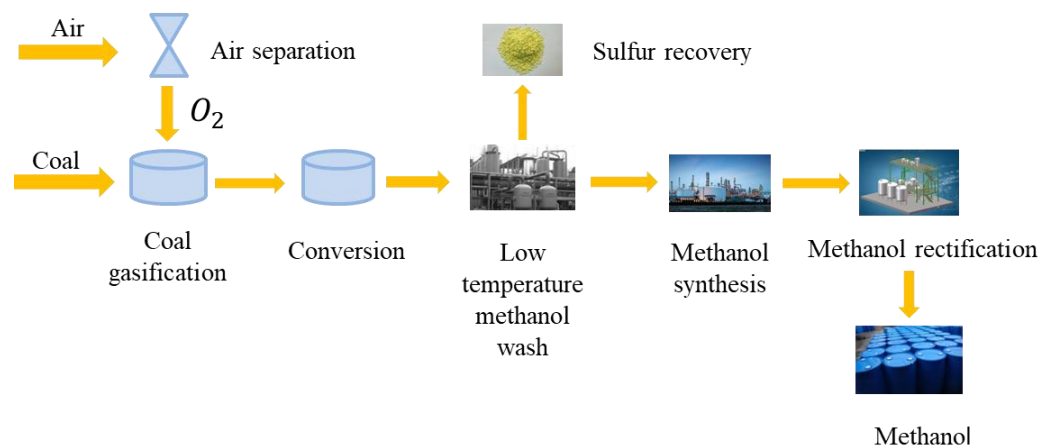 Air
Air separation
O₂
Coal
Coal
gasification
Conversion
Sulfur recovery
Low
temperature
methanol
wash
Methanol
synthesis
Methanol rectification
Methanol